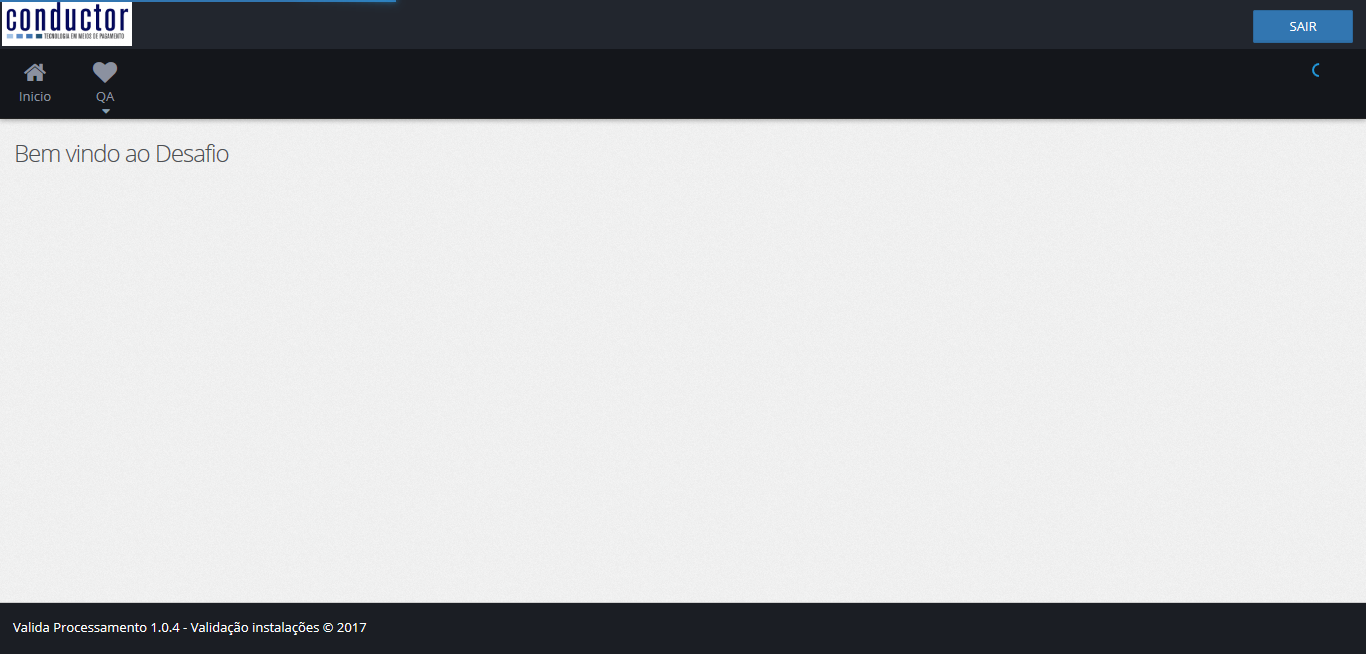 conductor
TECNOLOGIA EM MEIOS DE PAGAMENTO
SAIR
Inicio
QA
Bem vindo ao Desafio
Valida Processamento 1.0.4 - Validação instalações © 2017